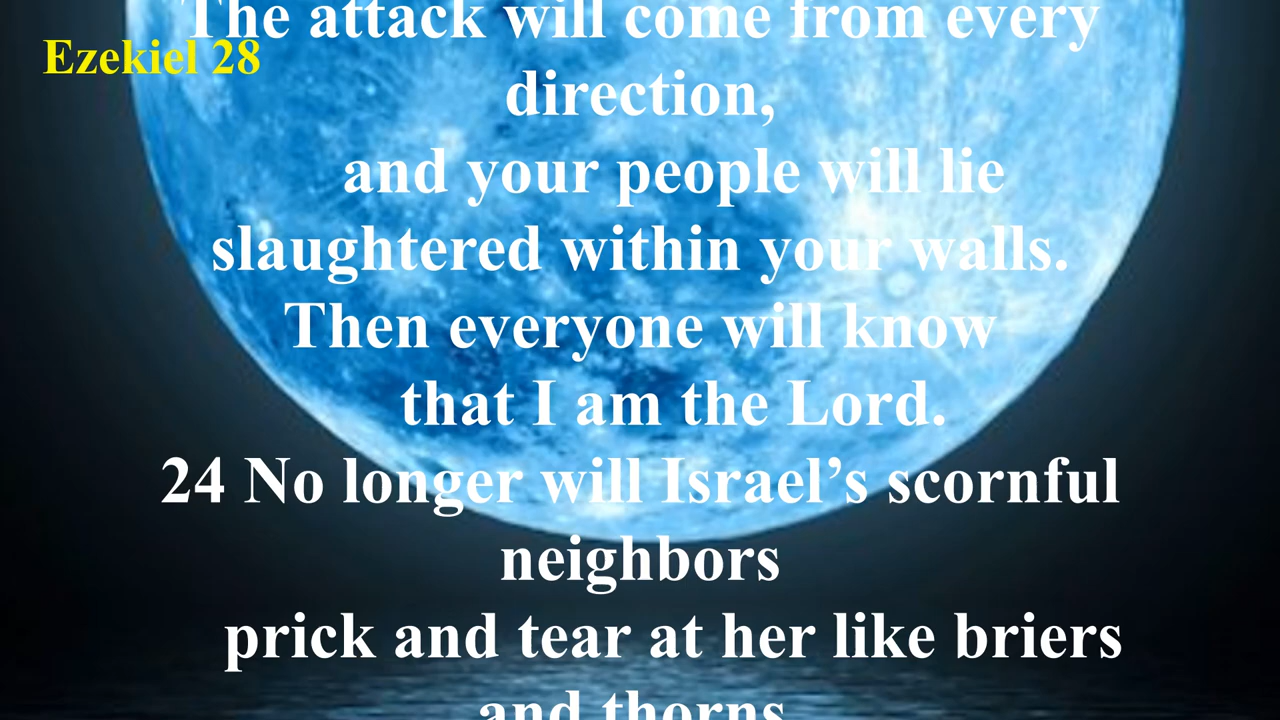 The attack will come from every
Ezekiel 28
direction,
and your people will lie
slaughtered within your walls.
Then everyone will know
that I am the Lord.
24 No longer will Israel’s scornful
neighbors
prick and tear at her like briers
and thorns